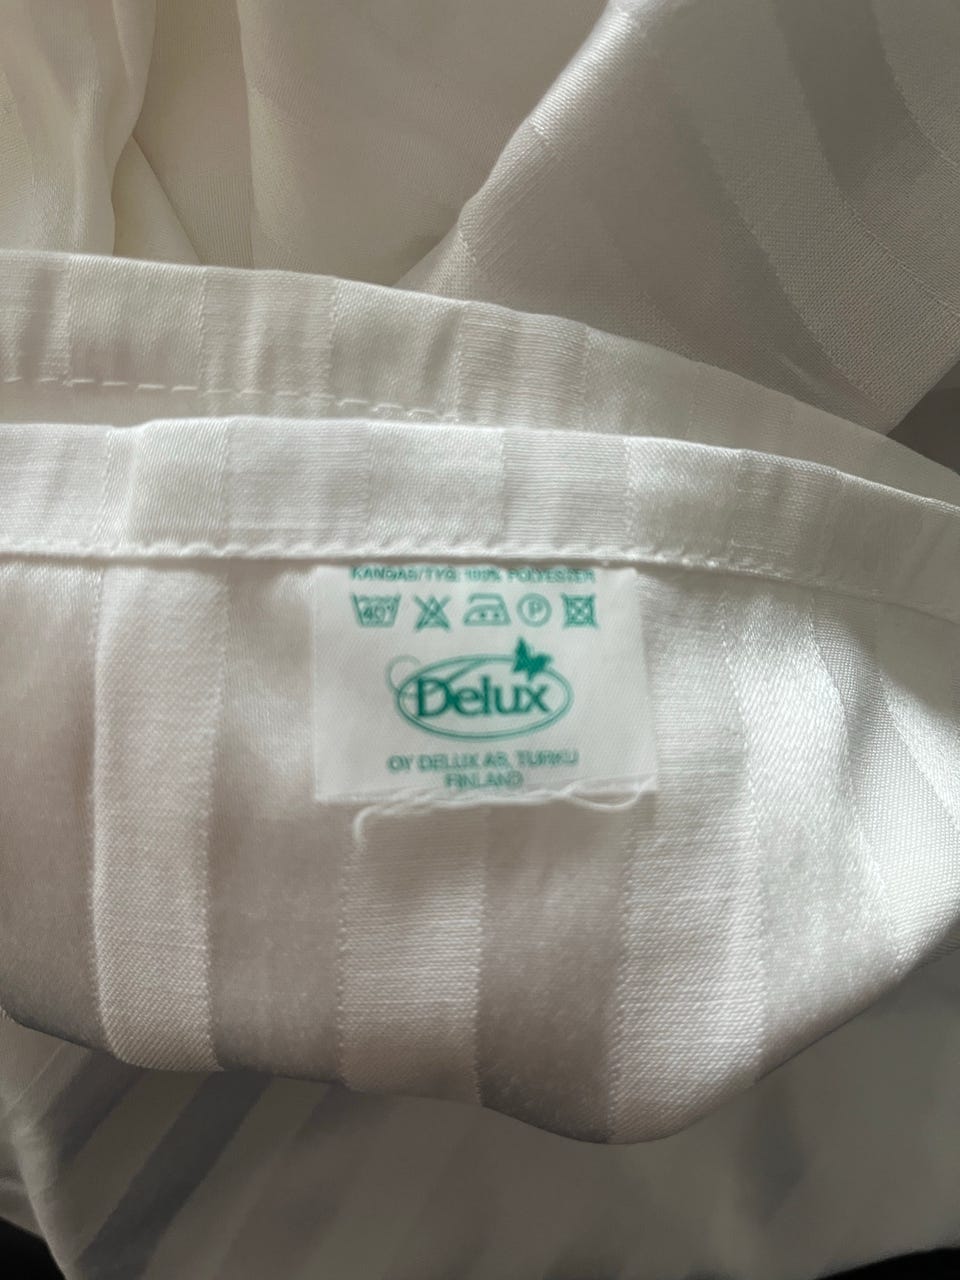 KANGAS/TYG: 100% POLYESTER
40° P
Delux
OY DELUX AB, TURKU
FINLAND